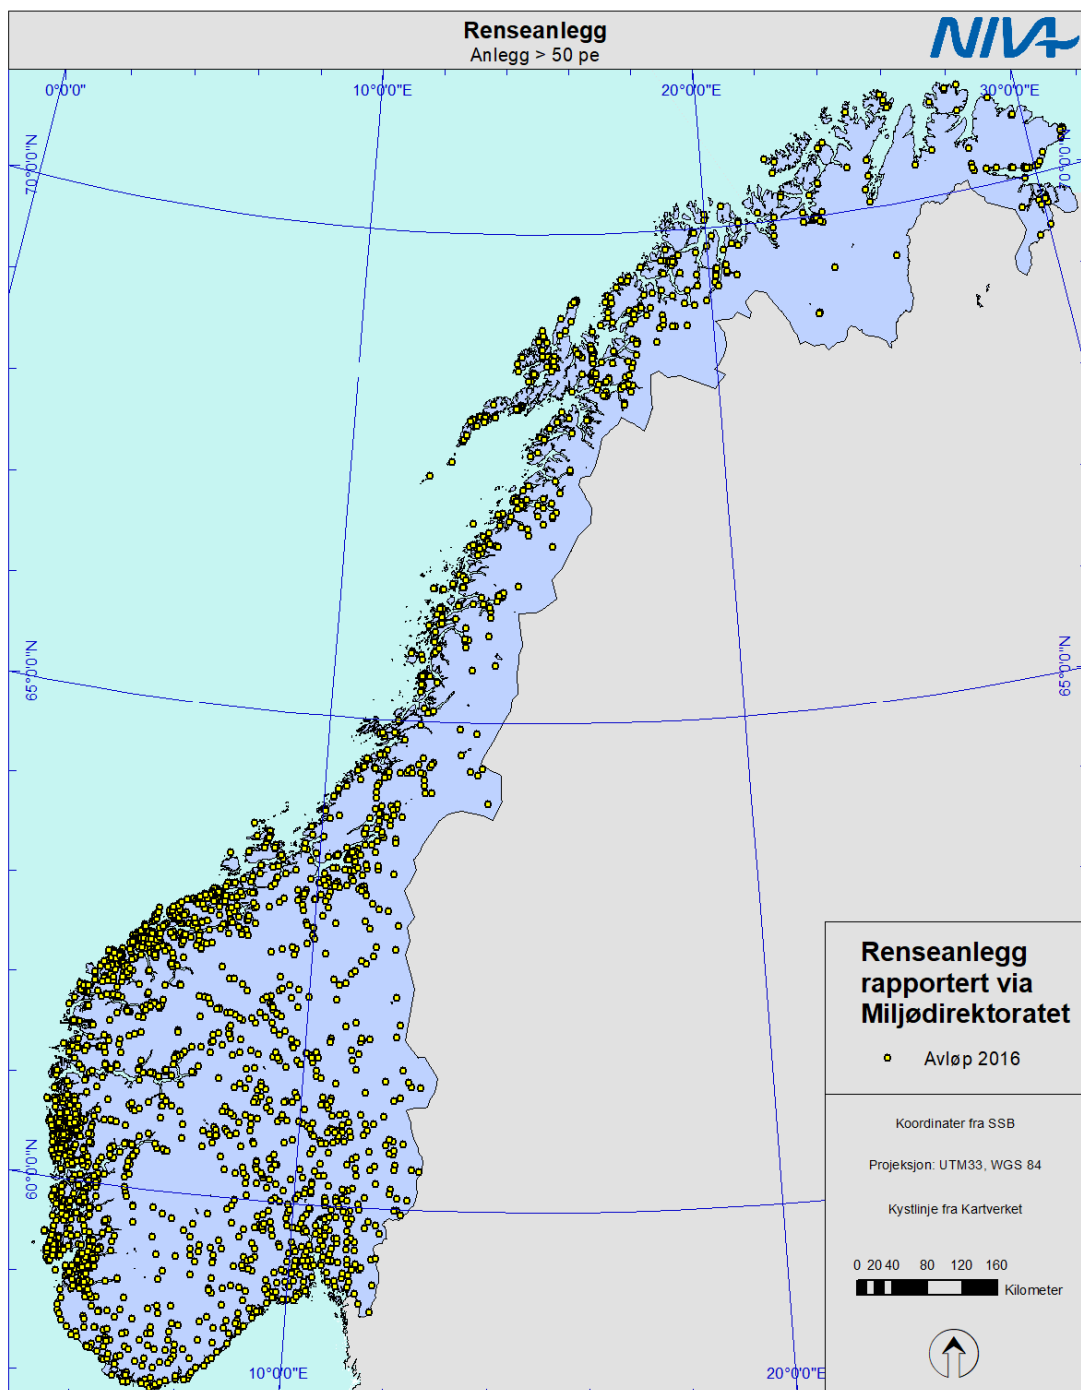 Renseanlegg
Anlegg > 50 pe
NIVA
0°0'0"
10°0'0"E
20°0'0"E
30°0'0"E
70°0'0"N
70°0'0"N
65°0'0"N
65°0'0"N
60°0'0"N
10°0'0"E
20°0'0"E
Renseanlegg
rapportert via
Miljødirektoratet
Avløp 2016
Koordinater fra SSB
Projeksjon: UTM33, WGS 84
Kystlinje fra Kartverket
0 20 40 80 120 160
Kilometer